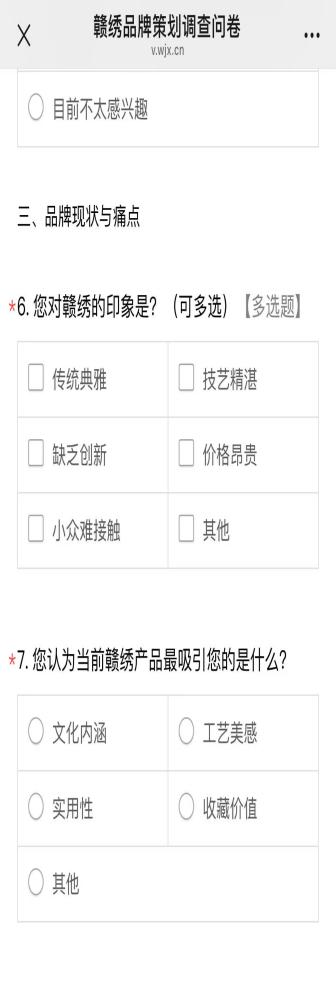 赣绣品牌策划调查问卷
v.wjx.cn
目前不太感兴趣
三、品牌现状与痛点
*6. 您对赣绣的印象是？（可多选）【多选题】
传统典雅 技艺精湛
缺乏创新 价格昂贵
小众难接触 其他
*7. 您认为当前赣绣产品最吸引您的是什么？
文化内涵 工艺美感
实用性 收藏价值
其他